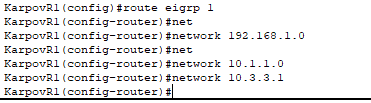 KarpovR1(config)#route eigrp 1
KarpovR1(config-router)#net
KarpovR1(config-router)#network 192.168.1.0
KarpovR1(config-router)#net
KarpovR1(config-router)#network 10.1.1.0
KarpovR1(config-router)#network 10.3.3.1
KarpovR1(config-router)#